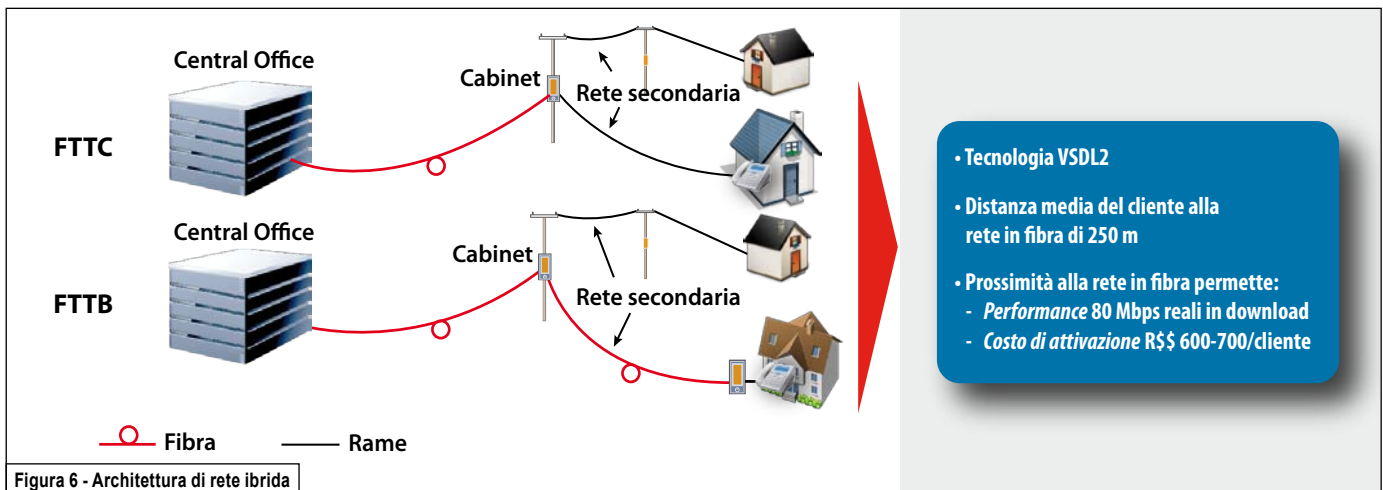 Central Office
Cabinet
Rete secondaria
FTTC
Central Office
Cabinet
Rete secondaria
FTTB
Fibra
Rame
• Tecnologia VSDL2
• Distanza media del cliente alla
rete in fibra di 250 m
• Prossimità alla rete in fibra permette:
- Performance 80 Mbps reali in download
- Costo di attivazione R$$ 600-700/cliente
Figura 6 - Architettura di rete ibrida